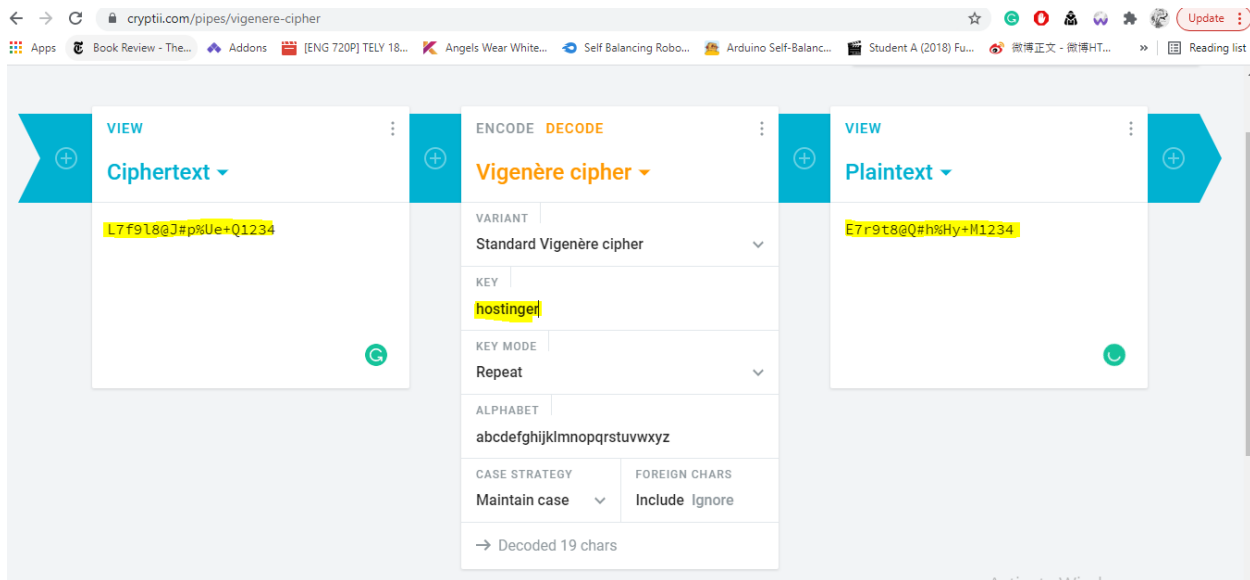 cryptii.com/pipes/vigenere-cipher
Update
Apps Book Review - The... Addons [ENG 720P] TELY 18... Angels Wear White... Self Balancing Robo... Arduino Self-Balanc... Student A (2018) Fu... 微博正文 - 微博HT... » Reading list
VIEW
Ciphertext
L7f9l8@J#p%Ue+Q1234
ENCODE DECODE
Vigenère cipher
VARIANT
Standard Vigenère cipher
KEY
hostinger
KEY MODE
Repeat
ALPHABET
abcdefghijklmnopqrstuvwxyz
CASE STRATEGY FOREIGN CHARS
Maintain case Include Ignore
→ Decoded 19 chars
VIEW
Plaintext
E7r9t8@Q#h%Hy+M1234